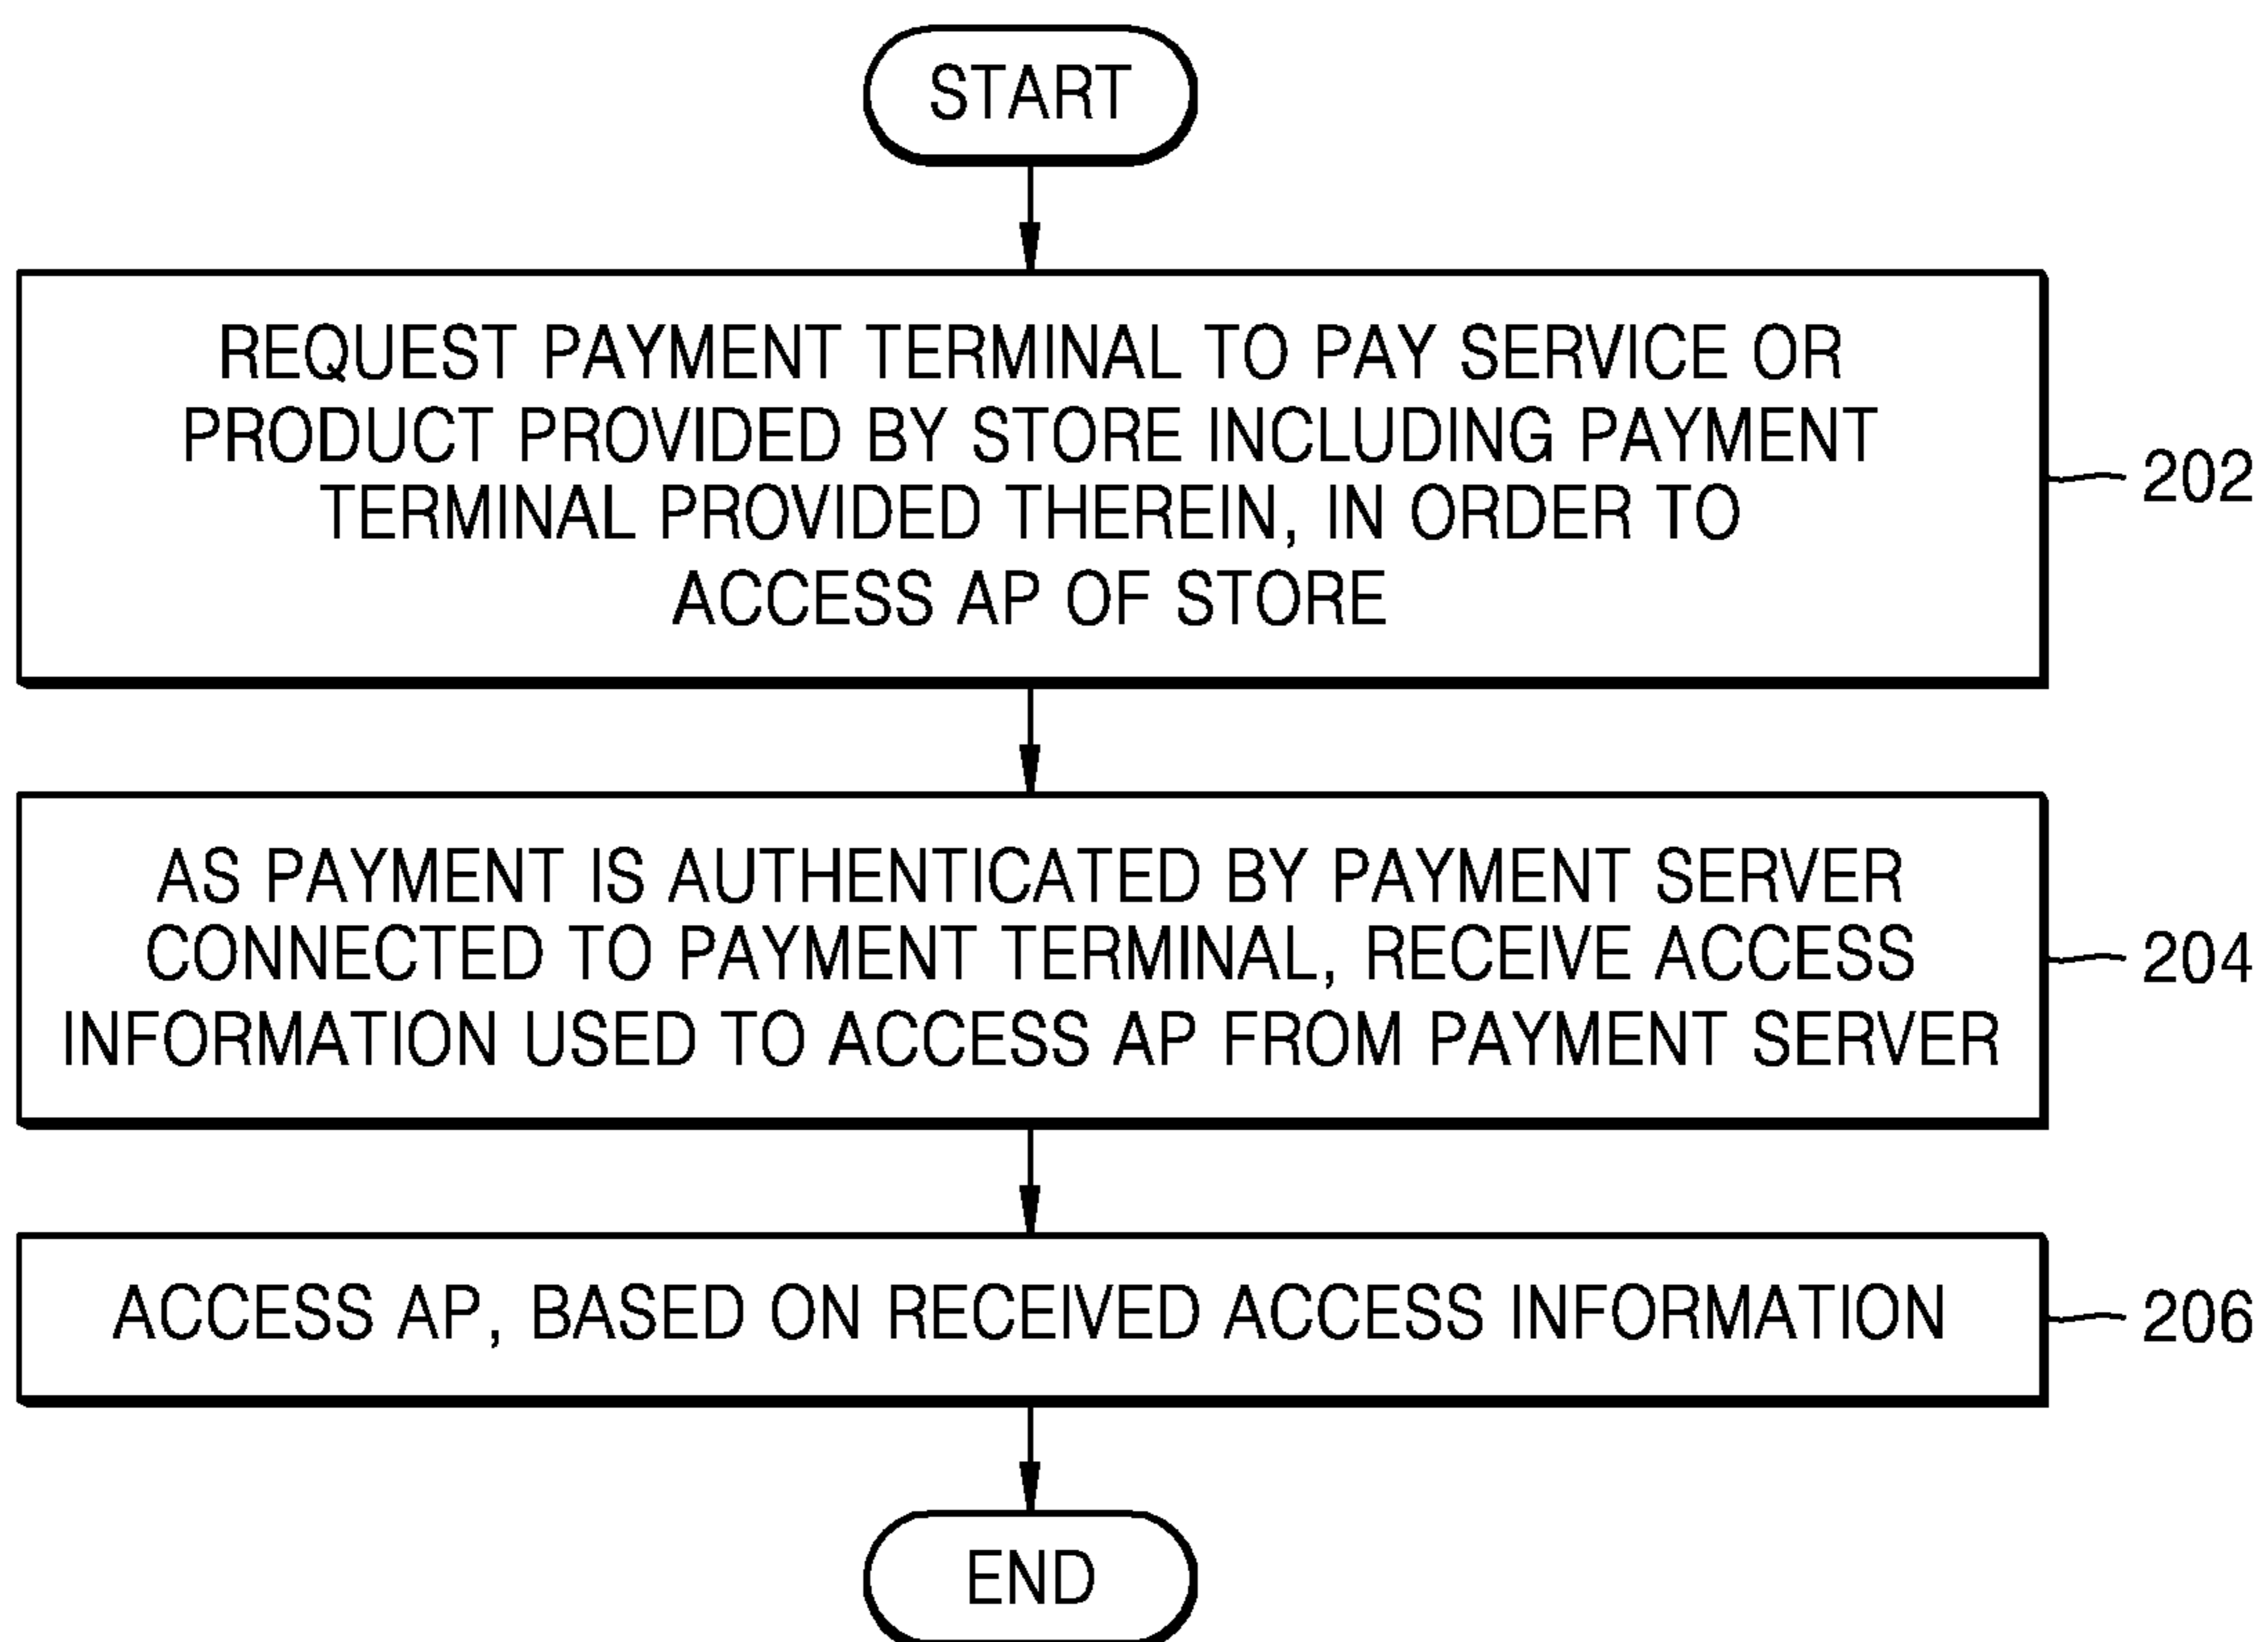 START
REQUEST PAYMENT TERMINAL TO PAY SERVICE OR
PRODUCT PROVIDED BY STORE INCLUDING PAYMENT
TERMINAL PROVIDED THEREIN, IN ORDER TO
ACCESS AP OF STORE
202
AS PAYMENT IS AUTHENTICATED BY PAYMENT SERVER
CONNECTED TO PAYMENT TERMINAL, RECEIVE ACCESS
INFORMATION USED TO ACCESS AP FROM PAYMENT SERVER
204
ACCESS AP, BASED ON RECEIVED ACCESS INFORMATION
206
END